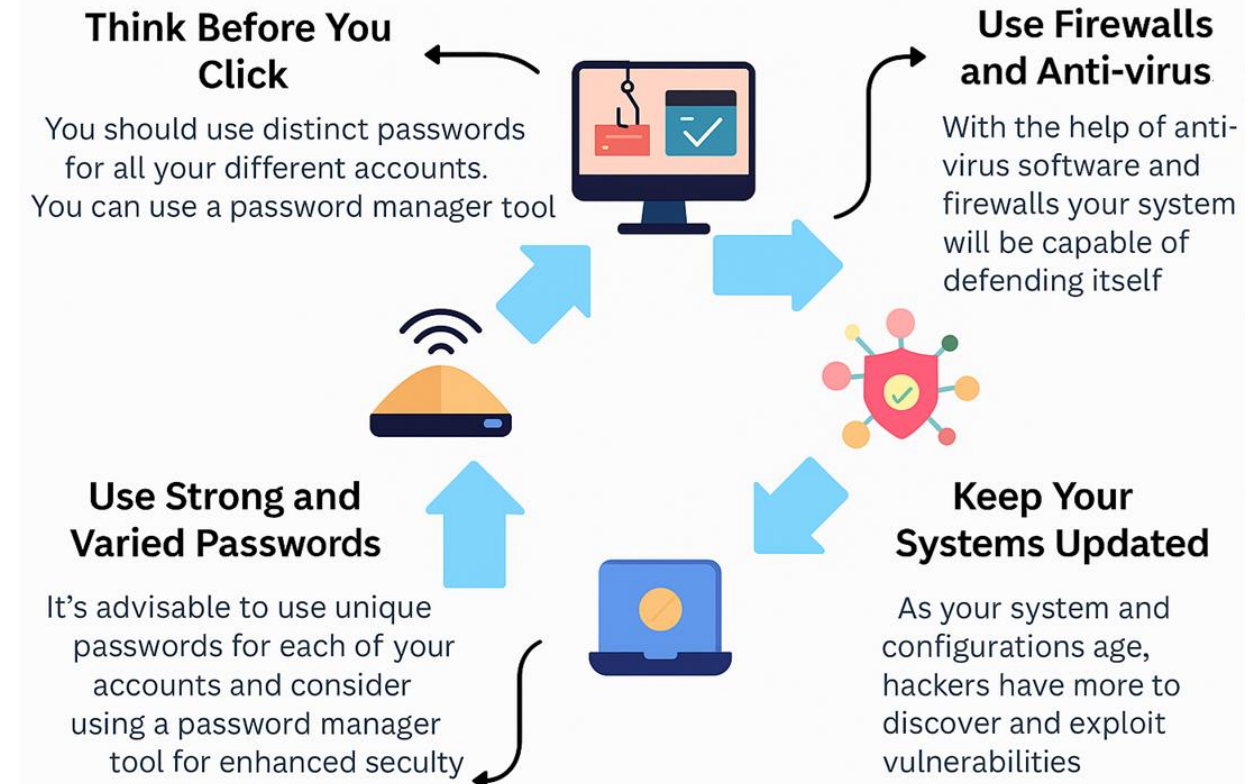 Think Before You
Click
You should use distinct passwords
for all your different accounts.
You can use a password manager tool
Use Firewalls
and Anti-virus
With the help of anti-
virus software and
firewalls your system
will be capable of
defending itself
Use Strong and
Varied Passwords
It's advisable to use unique
passwords for each of your
accounts and consider
using a password manager
tool for enhanced seculty
Keep Your
Systems Updated
As your system and
configurations age,
hackers have more to
discover and exploit
vulnerabilities